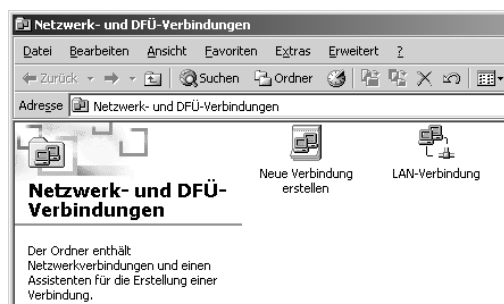 Netzwerk- und DFÜ-Verbindungen
Datei Bearbeiten Ansicht Favoriten Extras Erweitert ?
Zurück Suchen Ordner
Adresse Netzwerk- und DFÜ-Verbindungen
Netzwerk- und DFÜ-
Verbindungen
Der Ordner enthält
Netzwerkverbindungen und einen
Assistenten für die Erstellung einer
Verbindung.
Neue Verbindung
erstellen
LAN-Verbindung